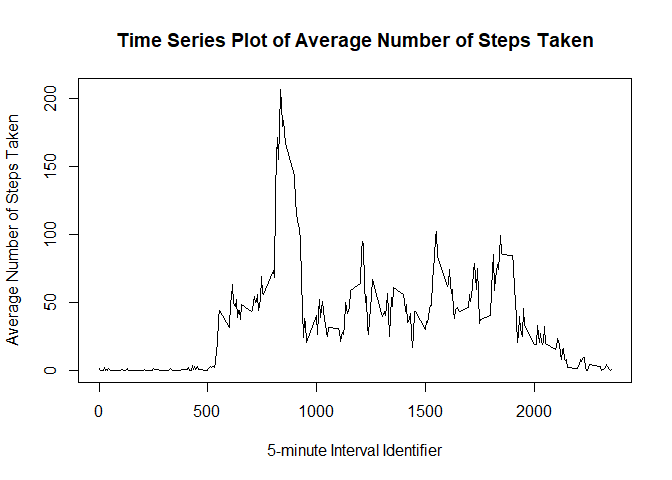 Time Series Plot of Average Number of Steps Taken
Average Number of Steps Taken
200
150
100
50
0
0 500 1000 1500 2000
5-minute Interval Identifier